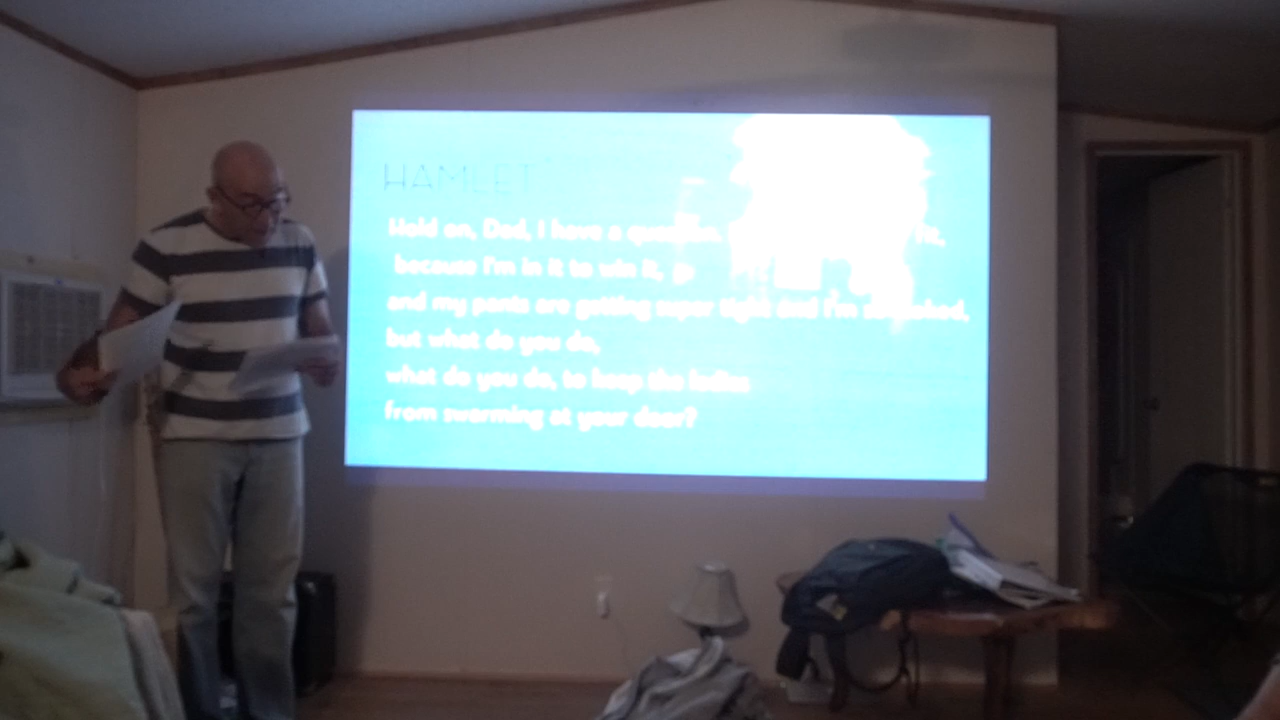 HAMLET
Hold on, Dad, I have a question.
because I'm in it to win it,
and my pants are getting super tight and I'm
but what do you do,
what do you do, to keep the ladies
from swarming at your door?